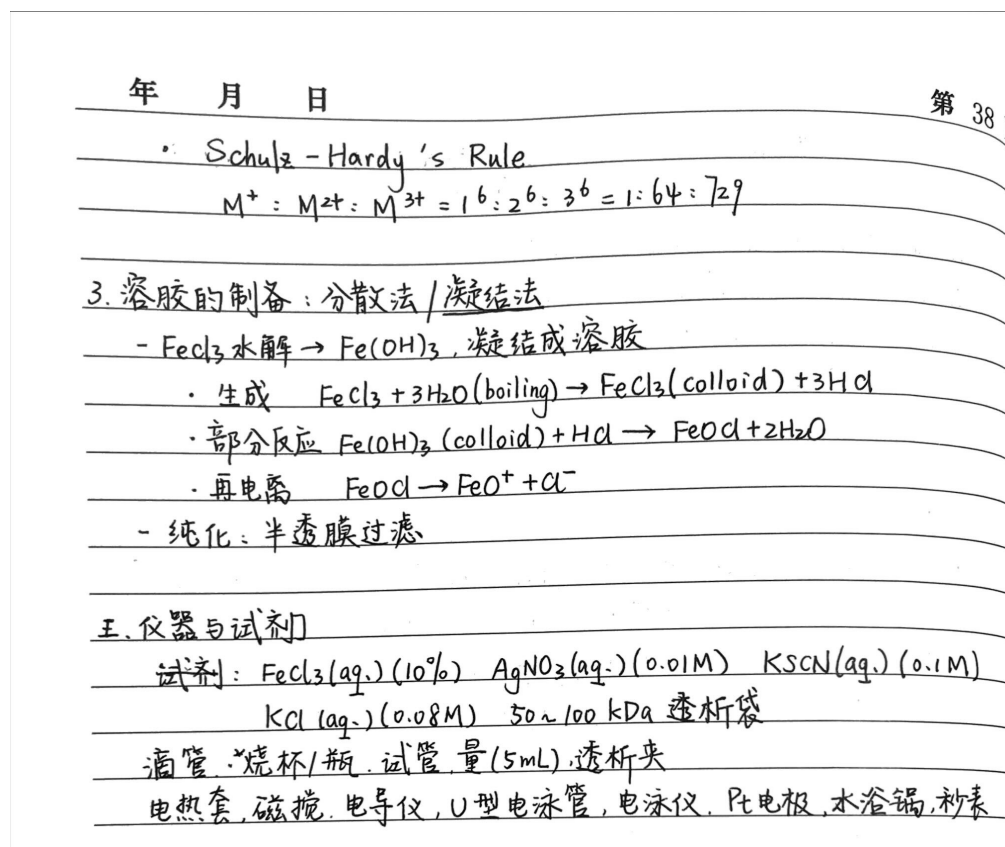 年 月 日
第 38
· Schulz-Hardy's Rule
M⁺ : M²⁺ : M³⁺ = 1⁶ : 2⁶ : 3⁶ = 1 : 64 : 729
3. 溶胶的制备：分散法 / 凝结法
- FeCl₃水解 → Fe(OH)₃, 凝结成溶胶
· 生成 FeCl₃ + 3H₂O (boiling) → FeCl₃ (colloid) + 3HCl
· 部分反应 Fe(OH)₃ (colloid) + HCl → FeOCl + 2H₂O
· 再电离 FeOCl → FeO⁺ + Cl⁻
- 纯化：半透膜过滤
三、仪器与试剂
试剂：FeCl₃(aq.)(10%) AgNO₃(aq.)(0.01M) KSCN(aq.)(0.1M)
KCl (aq.)(0.08M) 50~100 kDa 透析袋
滴管. 烧杯/瓶. 试管. 量(5mL), 透析夹
电热套, 磁搅. 电导仪, U型电泳管, 电泳仪. Pt电极, 水浴锅, 秒表